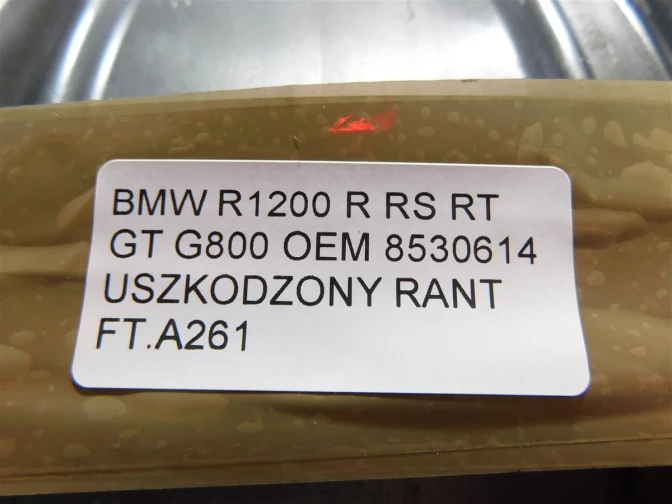 BMW R1200 R RS RT
GT G800 OEM 8530614
USZKODZONY RANT
FT.A261